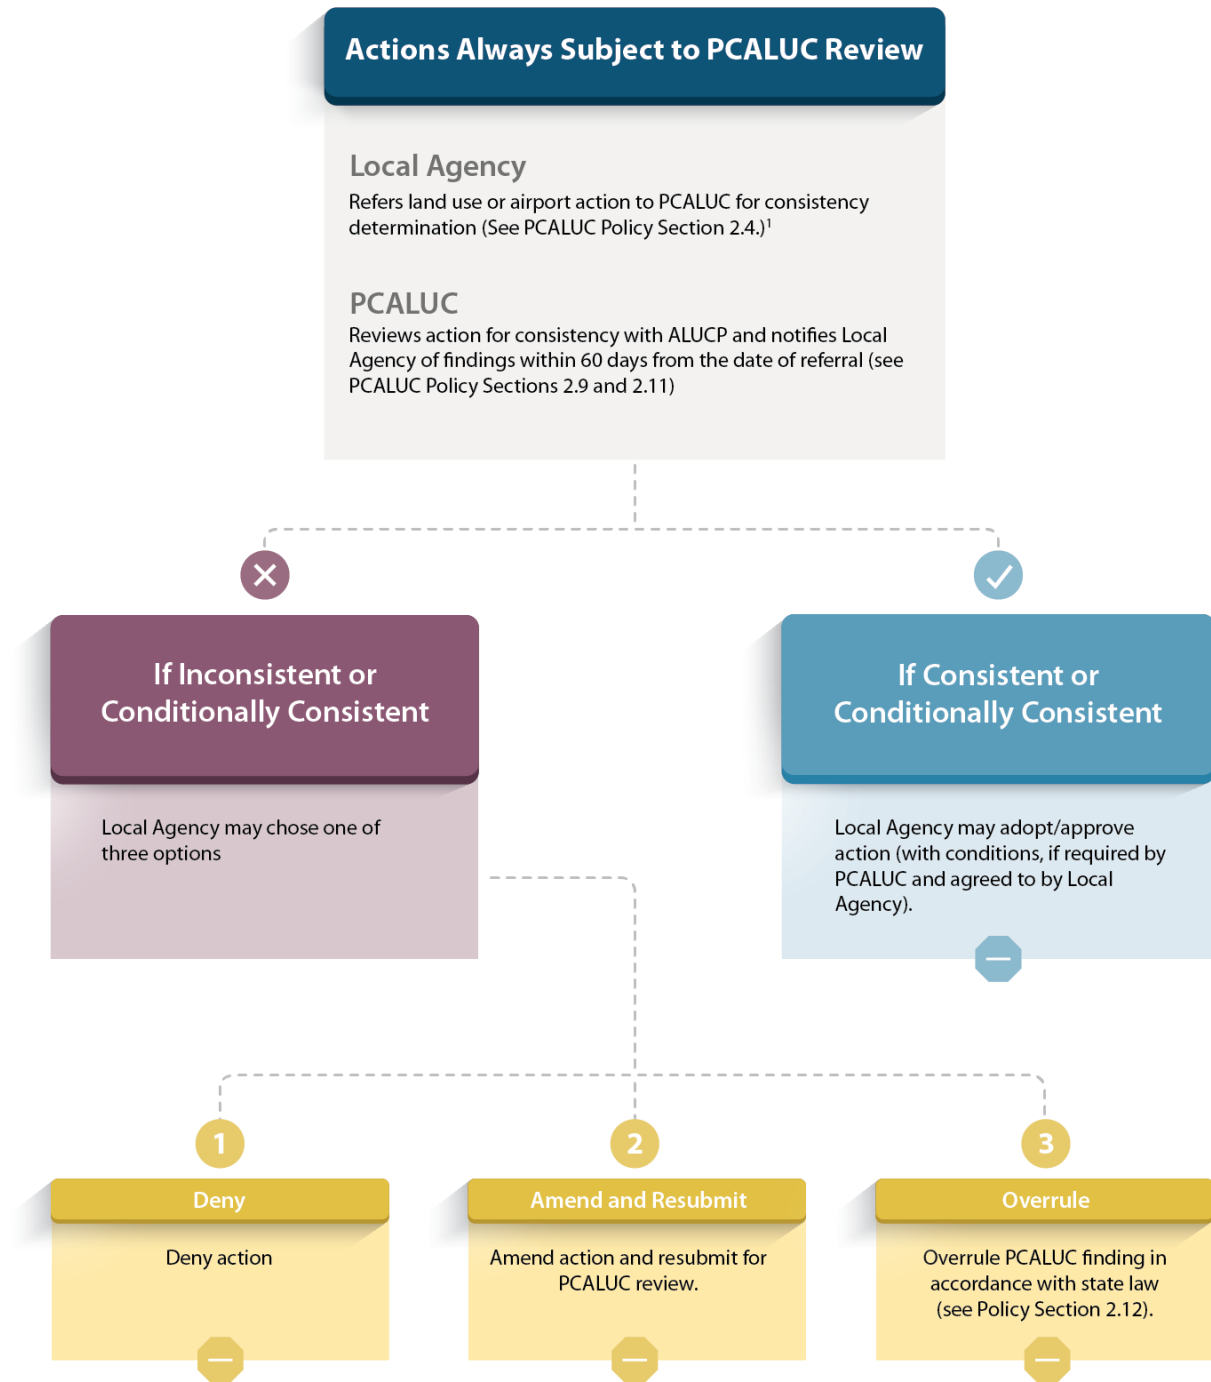 Actions Always Subject to PCALUC Review
Local Agency
Refers land use or airport action to PCALUC for consistency
determination (See PCALUC Policy Section 2.4.)¹
PCALUC
Reviews action for consistency with ALUCP and notifies Local
Agency of findings within 60 days from the date of referral (see
PCALUC Policy Sections 2.9 and 2.11)
If Inconsistent or
Conditionally Consistent
Local Agency may chose one of
three options
If Consistent or
Conditionally Consistent
Local Agency may adopt/approve
action (with conditions, if required by
PCALUC and agreed to by Local
Agency).
1
Deny
Deny action
2
Amend and Resubmit
Amend action and resubmit for
PCALUC review.
3
Overrule
Overrule PCALUC finding in
accordance with state law
(see Policy Section 2.12).